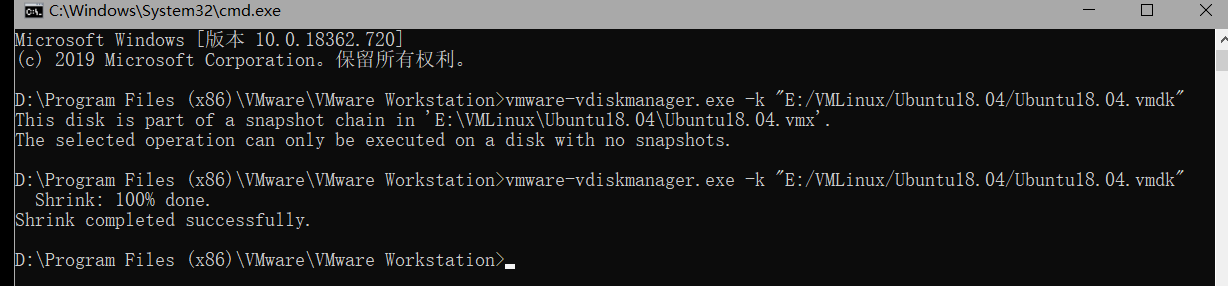 C:\Windows\System32\cmd.exe
Microsoft Windows [版本 10.0.18362.720]
(c) 2019 Microsoft Corporation。保留所有权利。
D:\Program Files (x86)\VMware\VMware Workstation>vmware-vdiskmanager.exe -k "E:/VMLinux/Ubuntu18.04/Ubuntu18.04.vmdk"
This disk is part of a snapshot chain in 'E:\VMLinux\Ubuntu18.04\Ubuntu18.04.vmx'.
The selected operation can only be executed on a disk with no snapshots.
D:\Program Files (x86)\VMware\VMware Workstation>vmware-vdiskmanager.exe -k "E:/VMLinux/Ubuntu18.04/Ubuntu18.04.vmdk"
Shrink: 100% done.
Shrink completed successfully.
D:\Program Files (x86)\VMware\VMware Workstation>